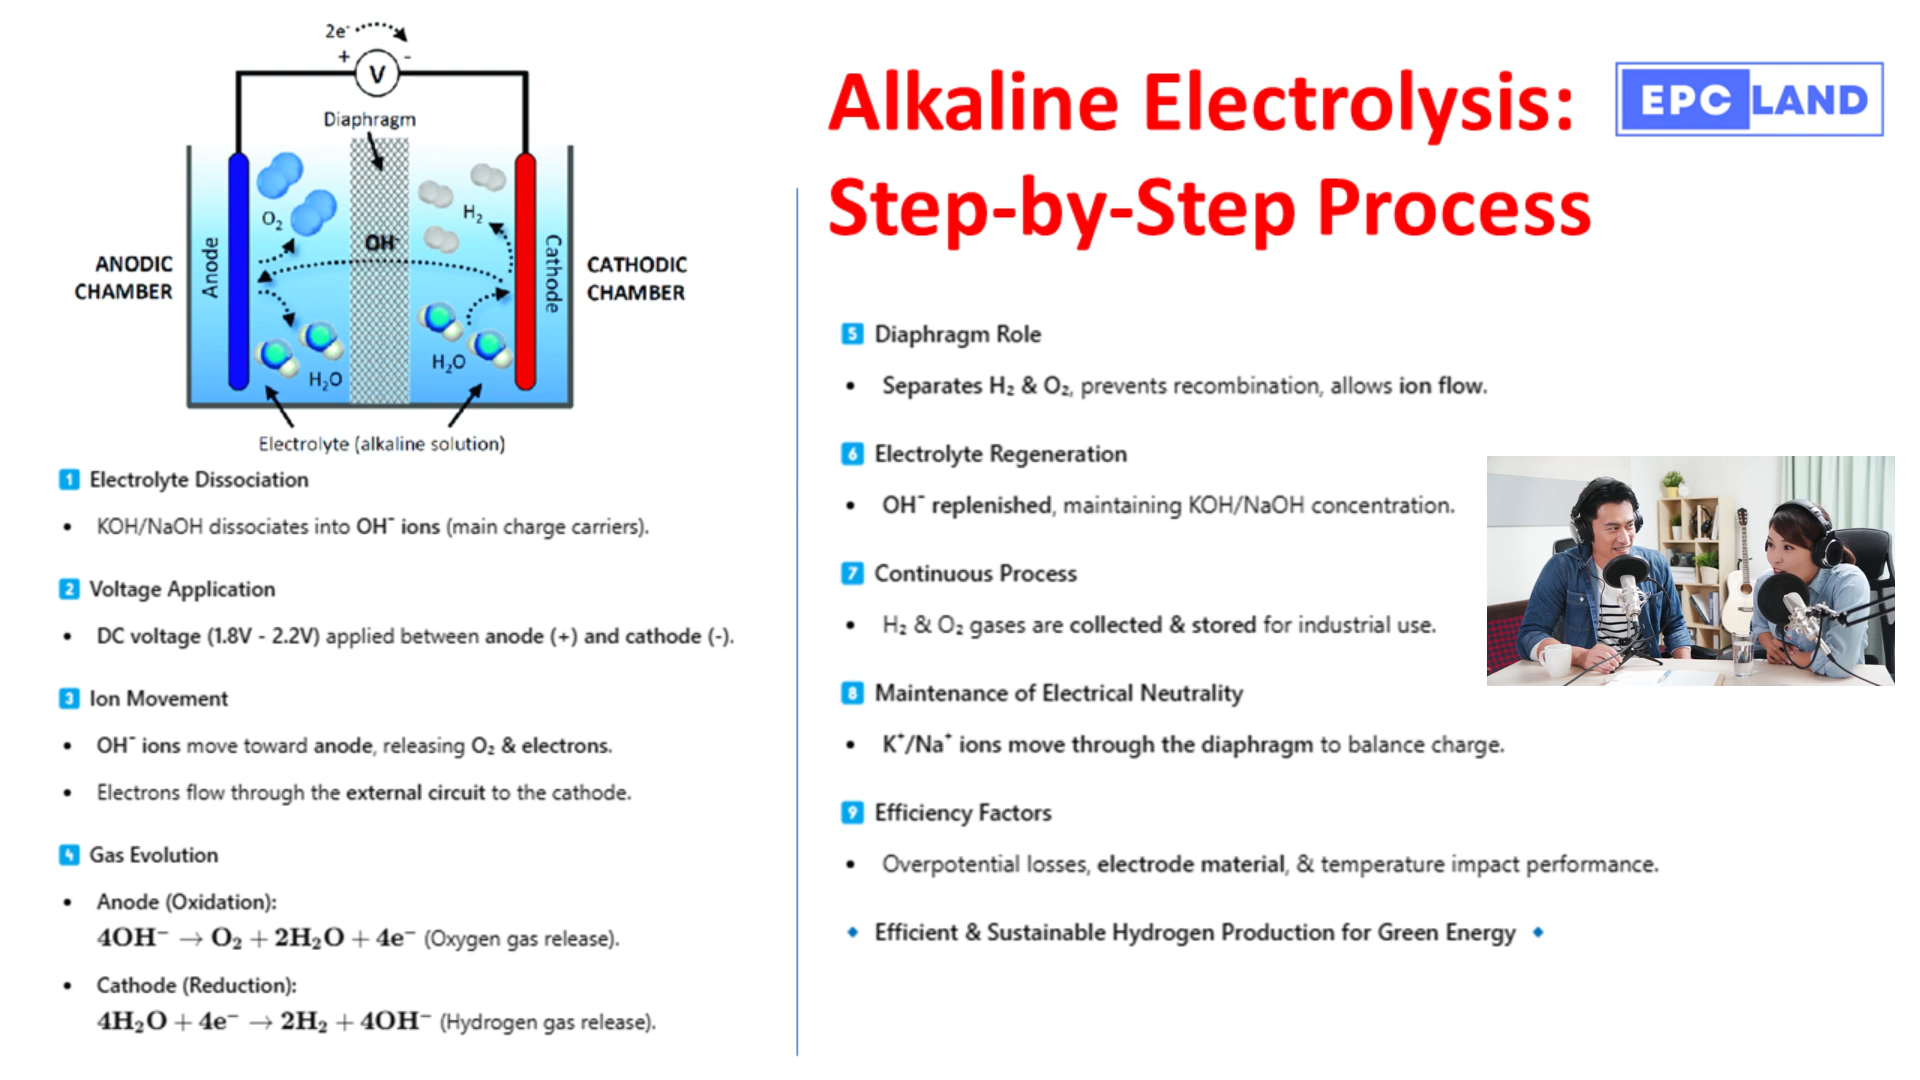 2e⁻
+ -
V
Diaphragm
O₂
H₂
OH⁻
Anode
Cathode
ANODIC
CHAMBER
CATHODIC
CHAMBER
H₂O
H₂O
Electrolyte (alkaline solution)
1 Electrolyte Dissociation
• KOH/NaOH dissociates into OH⁻ ions (main charge carriers).
2 Voltage Application
• DC voltage (1.8V - 2.2V) applied between anode (+) and cathode (-).
3 Ion Movement
• OH⁻ ions move toward anode, releasing O₂ & electrons.
• Electrons flow through the external circuit to the cathode.
4 Gas Evolution
• Anode (Oxidation):
4OH⁻ → O₂ + 2H₂O + 4e⁻ (Oxygen gas release).
• Cathode (Reduction):
4H₂O + 4e⁻ → 2H₂ + 4OH⁻ (Hydrogen gas release).
Alkaline Electrolysis:
Step-by-Step Process
EPC LAND
5 Diaphragm Role
• Separates H₂ & O₂, prevents recombination, allows ion flow.
6 Electrolyte Regeneration
• OH⁻ replenished, maintaining KOH/NaOH concentration.
7 Continuous Process
• H₂ & O₂ gases are collected & stored for industrial use.
8 Maintenance of Electrical Neutrality
• K⁺/Na⁺ ions move through the diaphragm to balance charge.
9 Efficiency Factors
• Overpotential losses, electrode material, & temperature impact performance.
🔹 Efficient & Sustainable Hydrogen Production for Green Energy 🔹